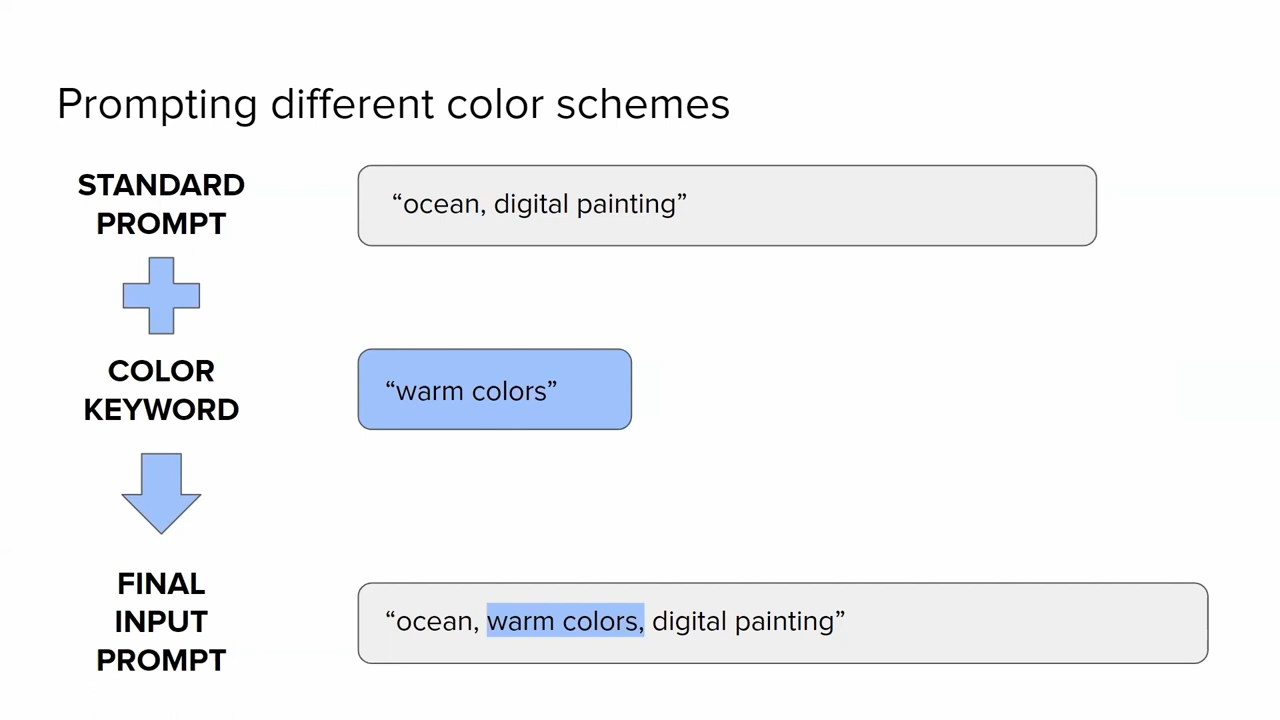 Prompting different color schemes
STANDARD
PROMPT
“ocean, digital painting”
COLOR
KEYWORD
“warm colors”
FINAL
INPUT
PROMPT
“ocean, warm colors, digital painting”